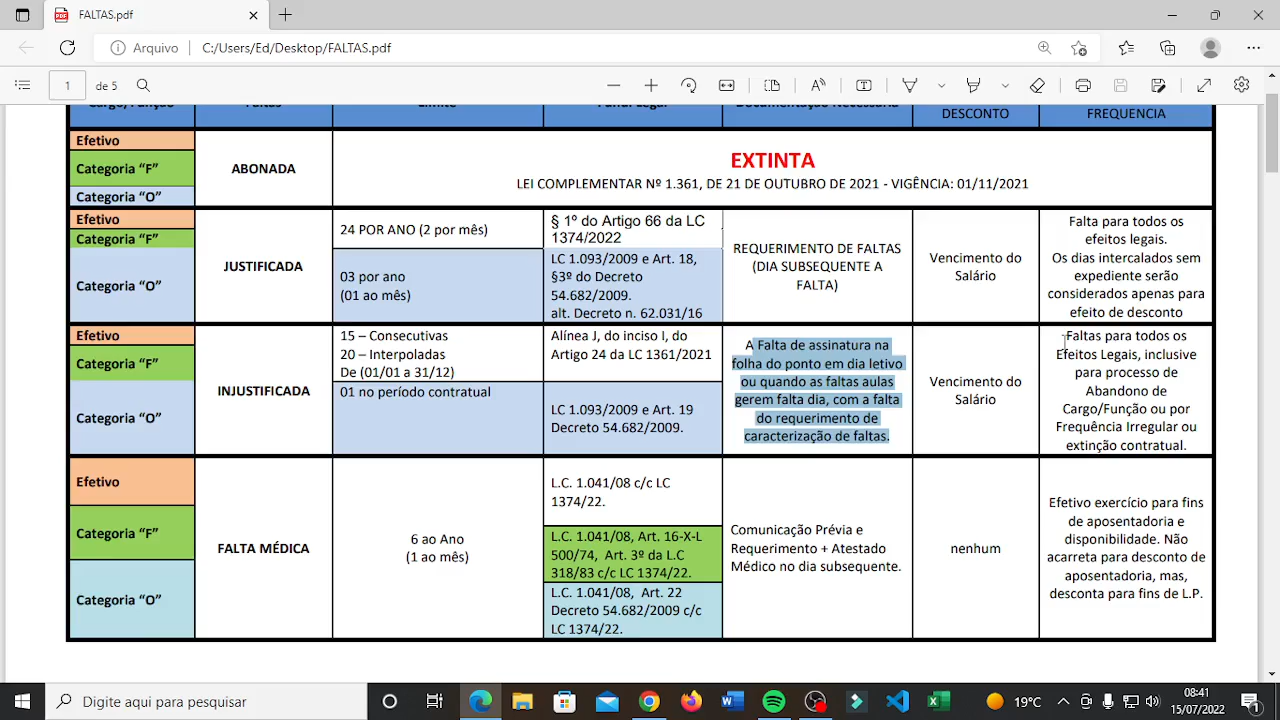 FALTAS.pdf
Arquivo
C:/Users/Ed/Desktop/FALTAS.pdf
1 de 5
Cargo/Função Faltas Limite Fund. Legal Documentação Necessária DESCONTO FREQUENCIA
Efetivo
Categoria “F”
Categoria “O”
ABONADA
EXTINTA
LEI COMPLEMENTAR Nº 1.361, DE 21 DE OUTUBRO DE 2021 - VIGÊNCIA: 01/11/2021
Efetivo
Categoria “F”
Categoria “O”
JUSTIFICADA
24 POR ANO (2 por mês)
03 por ano
(01 ao mês)
§ 1º do Artigo 66 da LC
1374/2022
LC 1.093/2009 e Art. 18,
§3º do Decreto
54.682/2009.
alt. Decreto n. 62.031/16
REQUERIMENTO DE FALTAS
(DIA SUBSEQUENTE A
FALTA)
Vencimento do
Salário
Falta para todos os
efeitos legais.
Os dias intercalados sem
expediente serão
considerados apenas para
efeito de desconto
Efetivo
Categoria “F”
Categoria “O”
INJUSTIFICADA
15 – Consecutivas
20 – Interpoladas
De (01/01 a 31/12)
01 no período contratual
Alínea J, do inciso I, do
Artigo 24 da LC 1361/2021
LC 1.093/2009 e Art. 19
Decreto 54.682/2009.
A Falta de assinatura na
folha do ponto em dia letivo
ou quando as faltas aulas
gerem falta dia, com a falta
do requerimento de
caracterização de faltas.
Vencimento do
Salário
Faltas para todos os
Efeitos Legais, inclusive
para processo de
Abandono de
Cargo/Função ou por
Frequência Irregular ou
extinção contratual.
Efetivo
Categoria “F”
Categoria “O”
FALTA MÉDICA
6 ao Ano
(1 ao mês)
L.C. 1.041/08 c/c LC
1374/22.
L.C. 1.041/08, Art. 16-X-L
500/74, Art. 3º da L.C
318/83 c/c LC 1374/22.
L.C. 1.041/08, Art. 22
Decreto 54.682/2009 c/c
LC 1374/22.
Comunicação Prévia e
Requerimento + Atestado
Médico no dia subsequente.
nenhum
Efetivo exercício para fins
de aposentadoria e
disponibilidade. Não
acarreta para desconto de
aposentadoria, mas,
desconta para fins de L.P.
Digite aqui para pesquisar
19°C
08:41
15/07/2022